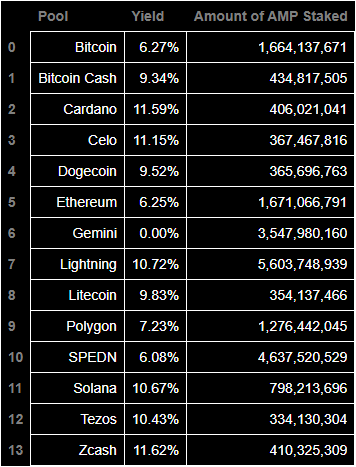 Pool Yield Amount of AMP Staked
0 Bitcoin 6.27% 1,664,137,671
1 Bitcoin Cash 9.34% 434,817,505
2 Cardano 11.59% 406,021,041
3 Celo 11.15% 367,467,816
4 Dogecoin 9.52% 365,696,763
5 Ethereum 6.25% 1,671,066,791
6 Gemini 0.00% 3,547,980,160
7 Lightning 10.72% 5,603,748,939
8 Litecoin 9.83% 354,137,466
9 Polygon 7.23% 1,276,442,045
10 SPEDN 6.08% 4,637,520,529
11 Solana 10.67% 798,213,696
12 Tezos 10.43% 334,130,304
13 Zcash 11.62% 410,325,309